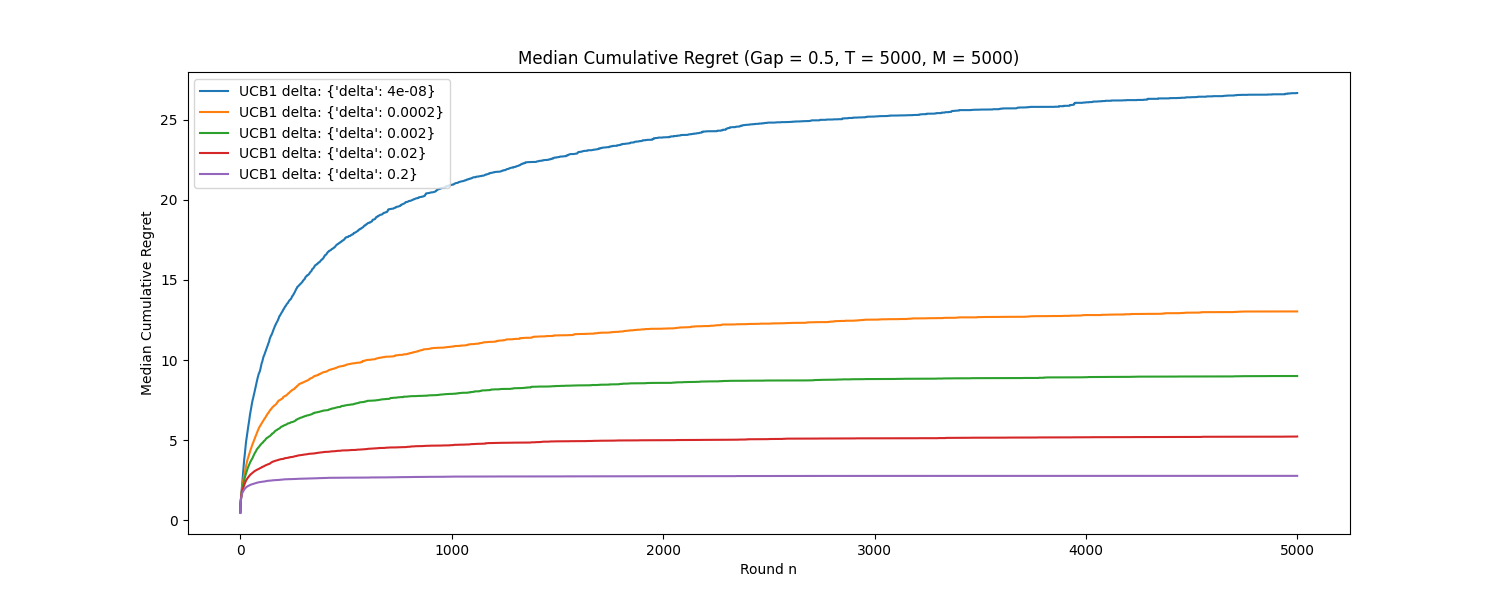 Median Cumulative Regret (Gap = 0.5, T = 5000, M = 5000)
UCB1 delta: {'delta': 4e-08}
UCB1 delta: {'delta': 0.0002}
UCB1 delta: {'delta': 0.002}
UCB1 delta: {'delta': 0.02}
UCB1 delta: {'delta': 0.2}
Median Cumulative Regret
25
20
15
10
5
0
0 1000 2000 3000 4000 5000
Round n